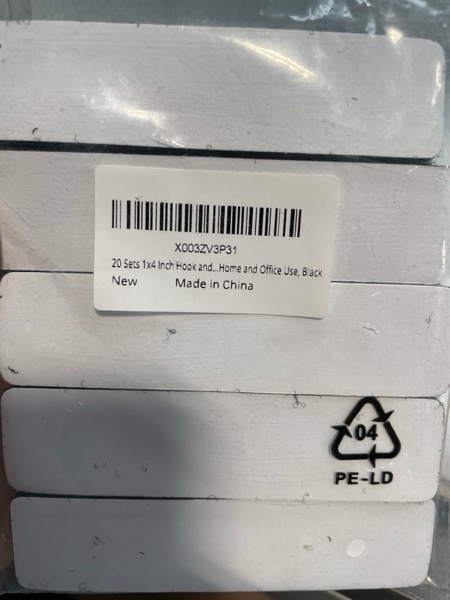 X003ZV3P31
20 Sets 1x4 Inch Hook and...Home and Office Use, Black
New Made in China
04
PE-LD